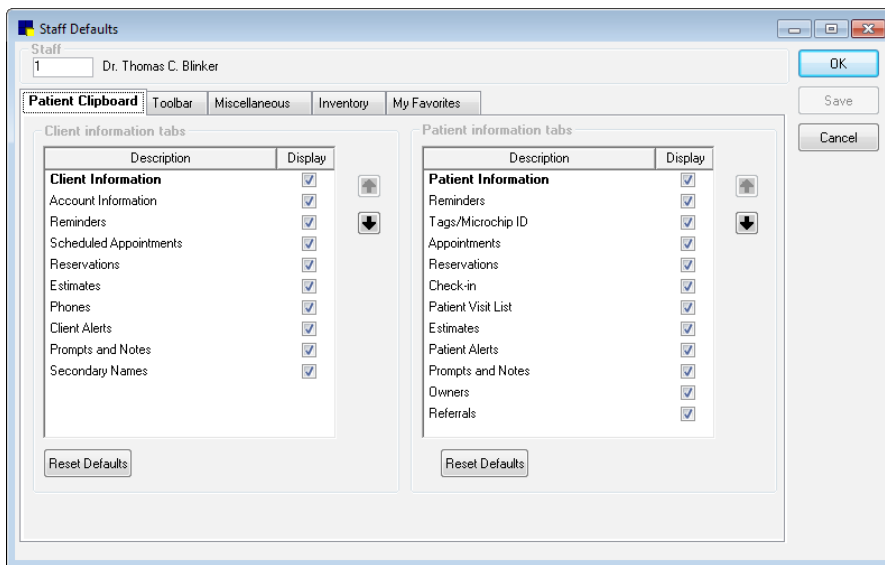 Staff Defaults
Staff
1 Dr. Thomas C. Blinker
OK
Save
Cancel
Patient Clipboard Toolbar Miscellaneous Inventory My Favorites
Client information tabs
Description Display
Client Information
Account Information
Reminders
Scheduled Appointments
Reservations
Estimates
Phones
Client Alerts
Prompts and Notes
Secondary Names
Reset Defaults
Patient information tabs
Description Display
Patient Information
Reminders
Tags/Microchip ID
Appointments
Reservations
Check-in
Patient Visit List
Estimates
Patient Alerts
Prompts and Notes
Owners
Referrals
Reset Defaults